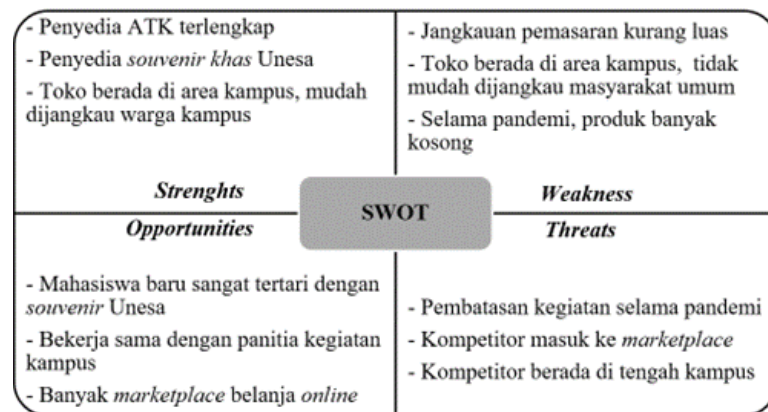 - Penyedia ATK terlengkap
- Penyedia souvenir khas Unesa
- Toko berada di area kampus, mudah
dijangkau warga kampus
Strenghts
- Jangkauan pemasaran kurang luas
- Toko berada di area kampus, tidak
mudah dijangkau masyarakat umum
- Selama pandemi, produk banyak
kosong
Weakness
SWOT
Opportunities
- Mahasiswa baru sangat tertari dengan
souvenir Unesa
- Bekerja sama dengan panitia kegiatan
kampus
- Banyak marketplace belanja online
Threats
- Pembatasan kegiatan selama pandemi
- Kompetitor masuk ke marketplace
- Kompetitor berada di tengah kampus